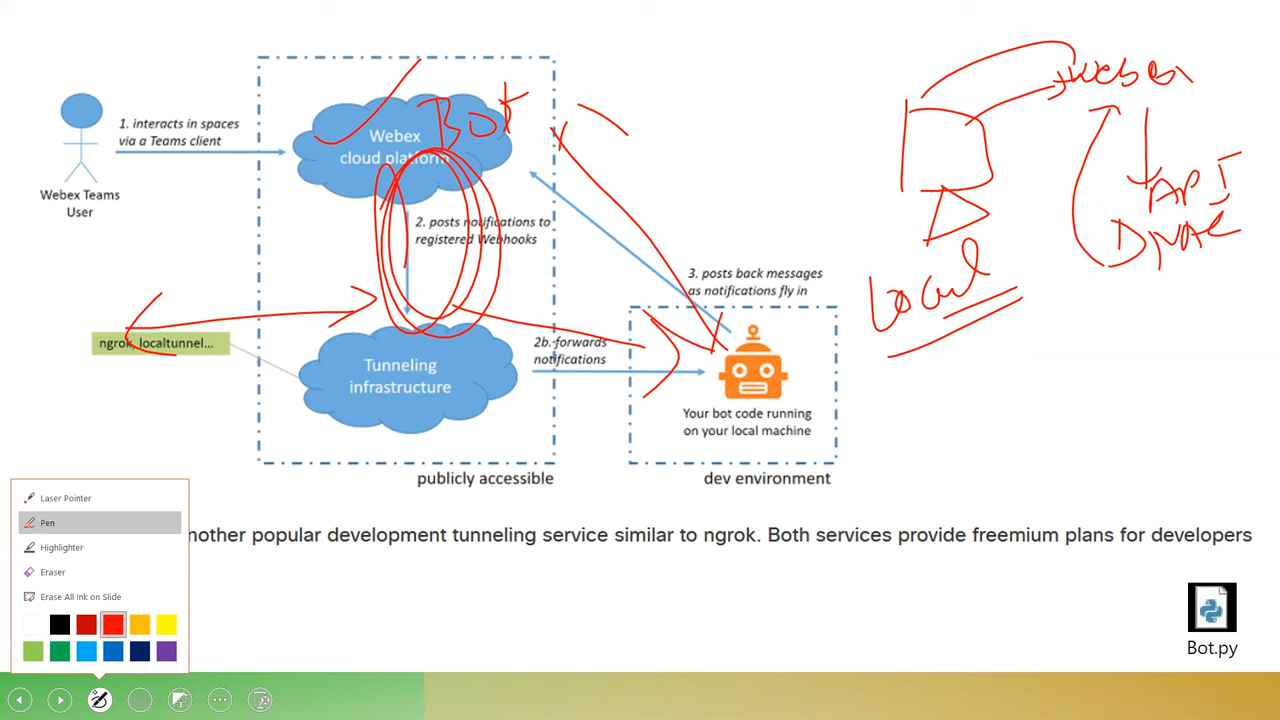 Bot
Webex
cloud platform
1. interacts in spaces
via a Teams client
Webex Teams
User
2. posts notifications to
registered Webhooks
3. posts back messages
as notifications fly in
ngrok, localtunnel...
Tunneling
infrastructure
2b. forwards
notifications
Your bot code running
on your local machine
publicly accessible
dev environment
API
DNAC
Local
Laser Pointer
Pen
Highlighter
Eraser
Erase All Ink on Slide
nother popular development tunneling service similar to ngrok. Both services provide freemium plans for developers
Bot.py